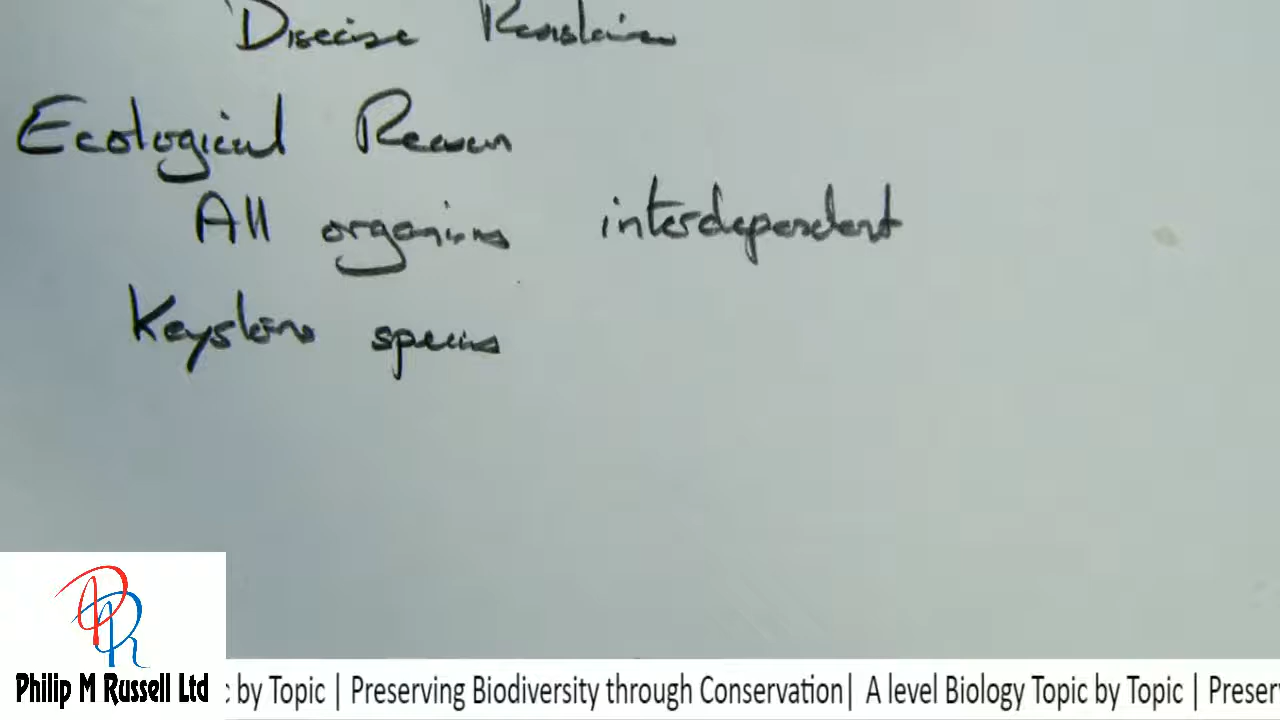 Disease Resistance
Ecological Reason
All organisms interdependent
Keystone species
Philip M Russell Ltd
c by Topic | Preserving Biodiversity through Conservation| A level Biology Topic by Topic | Preser